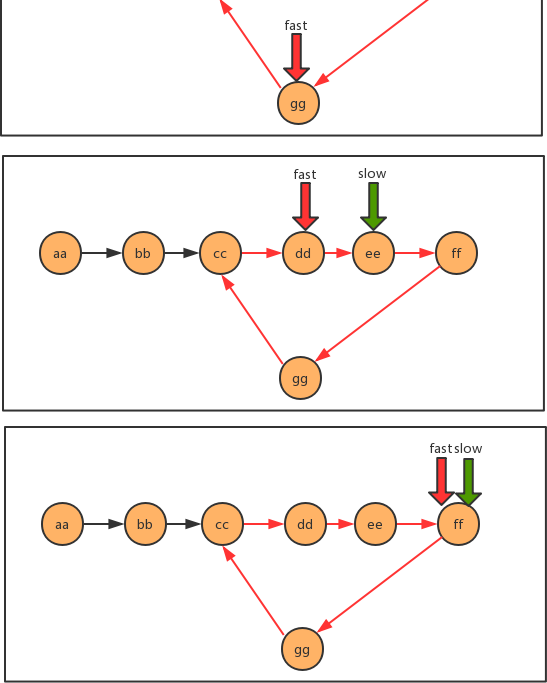 fast
gg
fast slow
aa bb cc dd ee ff
gg
fast slow
aa bb cc dd ee ff
gg